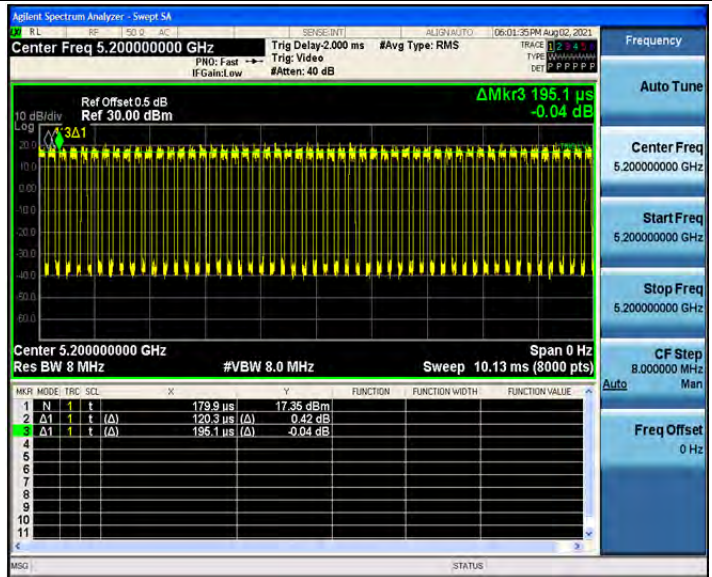 Agilent Spectrum Analyzer - Swept SA
RL RF 50 Ω AC SENSE:INT ALIGNAUTO 06:01:35 PM Aug 02, 2021
Center Freq 5.200000000 GHz
Trig Delay-2.000 ms #Avg Type: RMS
TRACE 1 2 3 4 5 6
PNO: Fast
Trig: Video
TYPE
IFGain:Low
#Atten: 40 dB
DET P P P P P P
Frequency
Auto Tune
Ref Offset 0.5 dB
ΔMkr3 195.1 µs
10 dB/div
Ref 30.00 dBm
-0.04 dB
Log
3Δ1
20.0
10.0
0.00
-10.0
-20.0
-30.0
-40.0
-50.0
-60.0
Center Freq
5.200000000 GHz
Start Freq
5.200000000 GHz
Stop Freq
5.200000000 GHz
Center 5.200000000 GHz
Span 0 Hz
Res BW 8 MHz
#VBW 8.0 MHz
Sweep 10.13 ms (8000 pts)
CF Step
8.000000 MHz
Auto Man
Freq Offset
0 Hz
MKR MODE TRC SCL X Y FUNCTION FUNCTION WIDTH FUNCTION VALUE
1 N 1 t 179.9 µs 17.35 dBm
2 Δ1 1 t (Δ) 120.3 µs (Δ) 0.42 dB
3 Δ1 1 t (Δ) 195.1 µs (Δ) -0.04 dB
4
5
6
7
8
9
10
11
MSG
STATUS